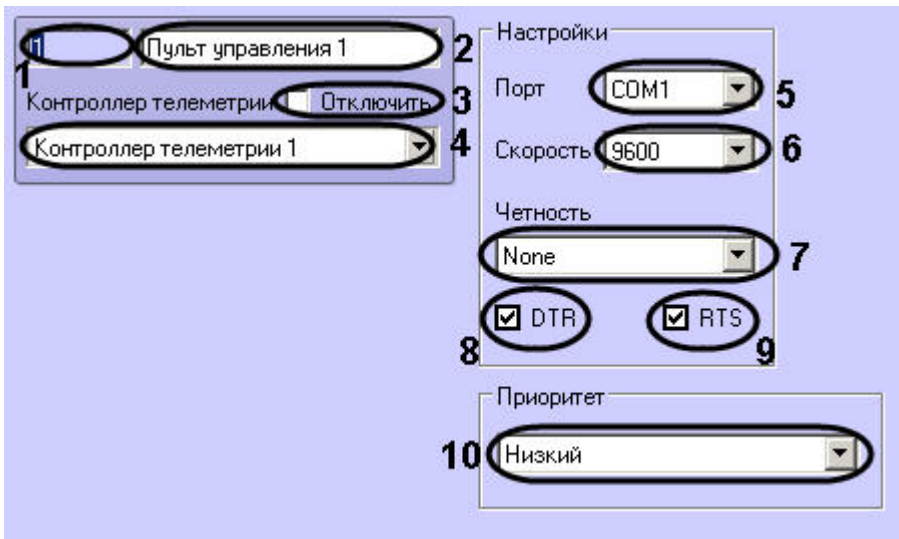 1 Пульт управления 1 2
1
Контроллер телеметрии Отключить 3
Контроллер телеметрии 1 4
Настройки
Порт COM1 5
Скорость 9600 6
Четность
None 7
DTR RTS
8 9
Приоритет
10 Низкий